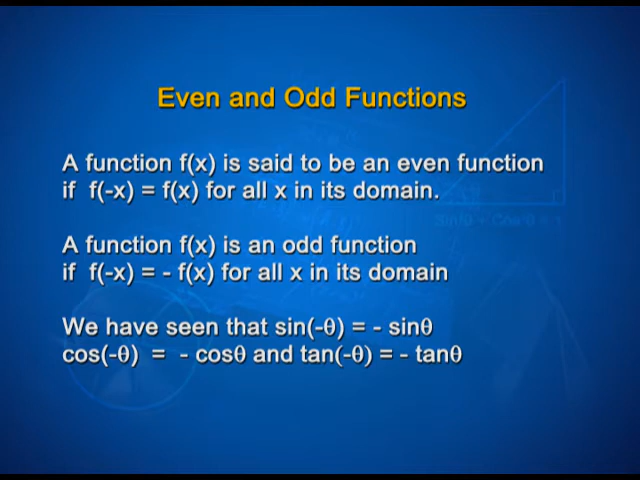 Even and Odd Functions
A function f(x) is said to be an even function
if f(-x) = f(x) for all x in its domain.
A function f(x) is an odd function
if f(-x) = - f(x) for all x in its domain
We have seen that sin(-θ) = - sinθ
cos(-θ) = - cosθ and tan(-θ) = - tanθ